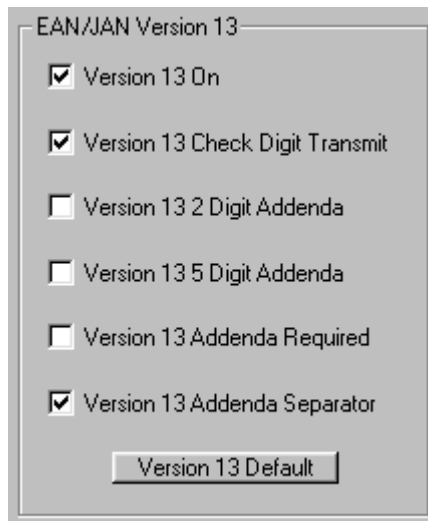 EAN/JAN Version 13
Version 13 On
Version 13 Check Digit Transmit
Version 13 2 Digit Addenda
Version 13 5 Digit Addenda
Version 13 Addenda Required
Version 13 Addenda Separator
Version 13 Default